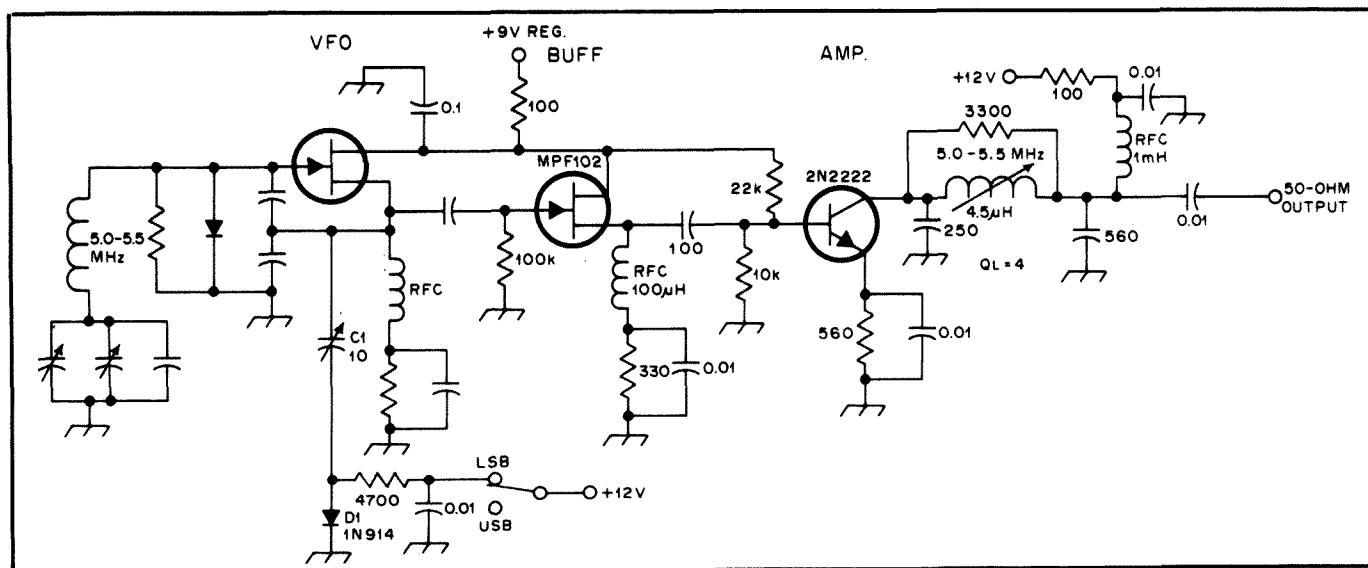 VFO
+9V REG.
BUFF
AMP.
+12V
100
0.01
0.1
100
3300
RFC
1mH
MPF102
22k
2N2222
5.0-5.5 MHz
4.5µH
50-OHM
OUTPUT
0.01
5.0-5.5
MHz
100k
100
250
560
RFC
RFC
100µH
10k
QL=4
C1
10
330
0.01
560
0.01
LSB
4700
0.01
+12V
USB
D1
1N914